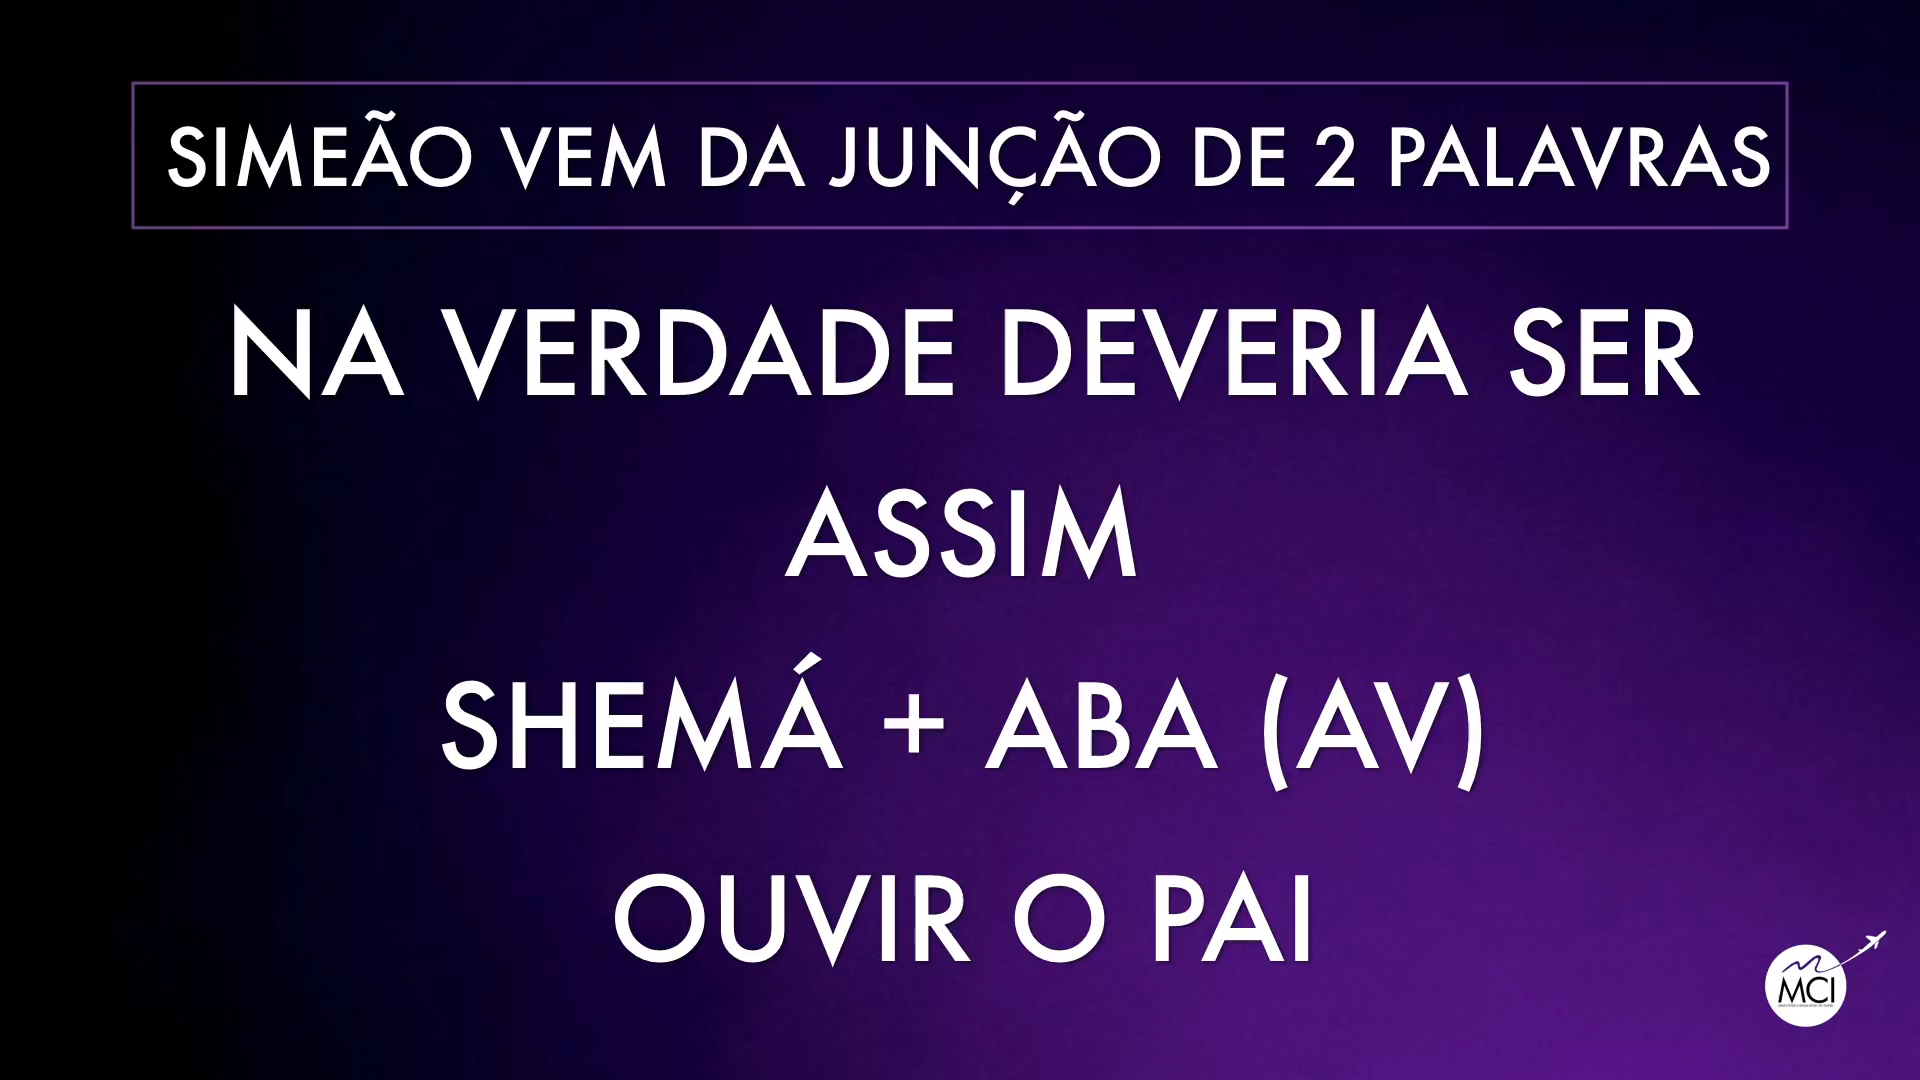 SIMEÃO VEM DA JUNÇÃO DE 2 PALAVRAS
NA VERDADE DEVERIA SER
ASSIM
SHEMÁ + ABA (AV)
OUVIR O PAI
MCI